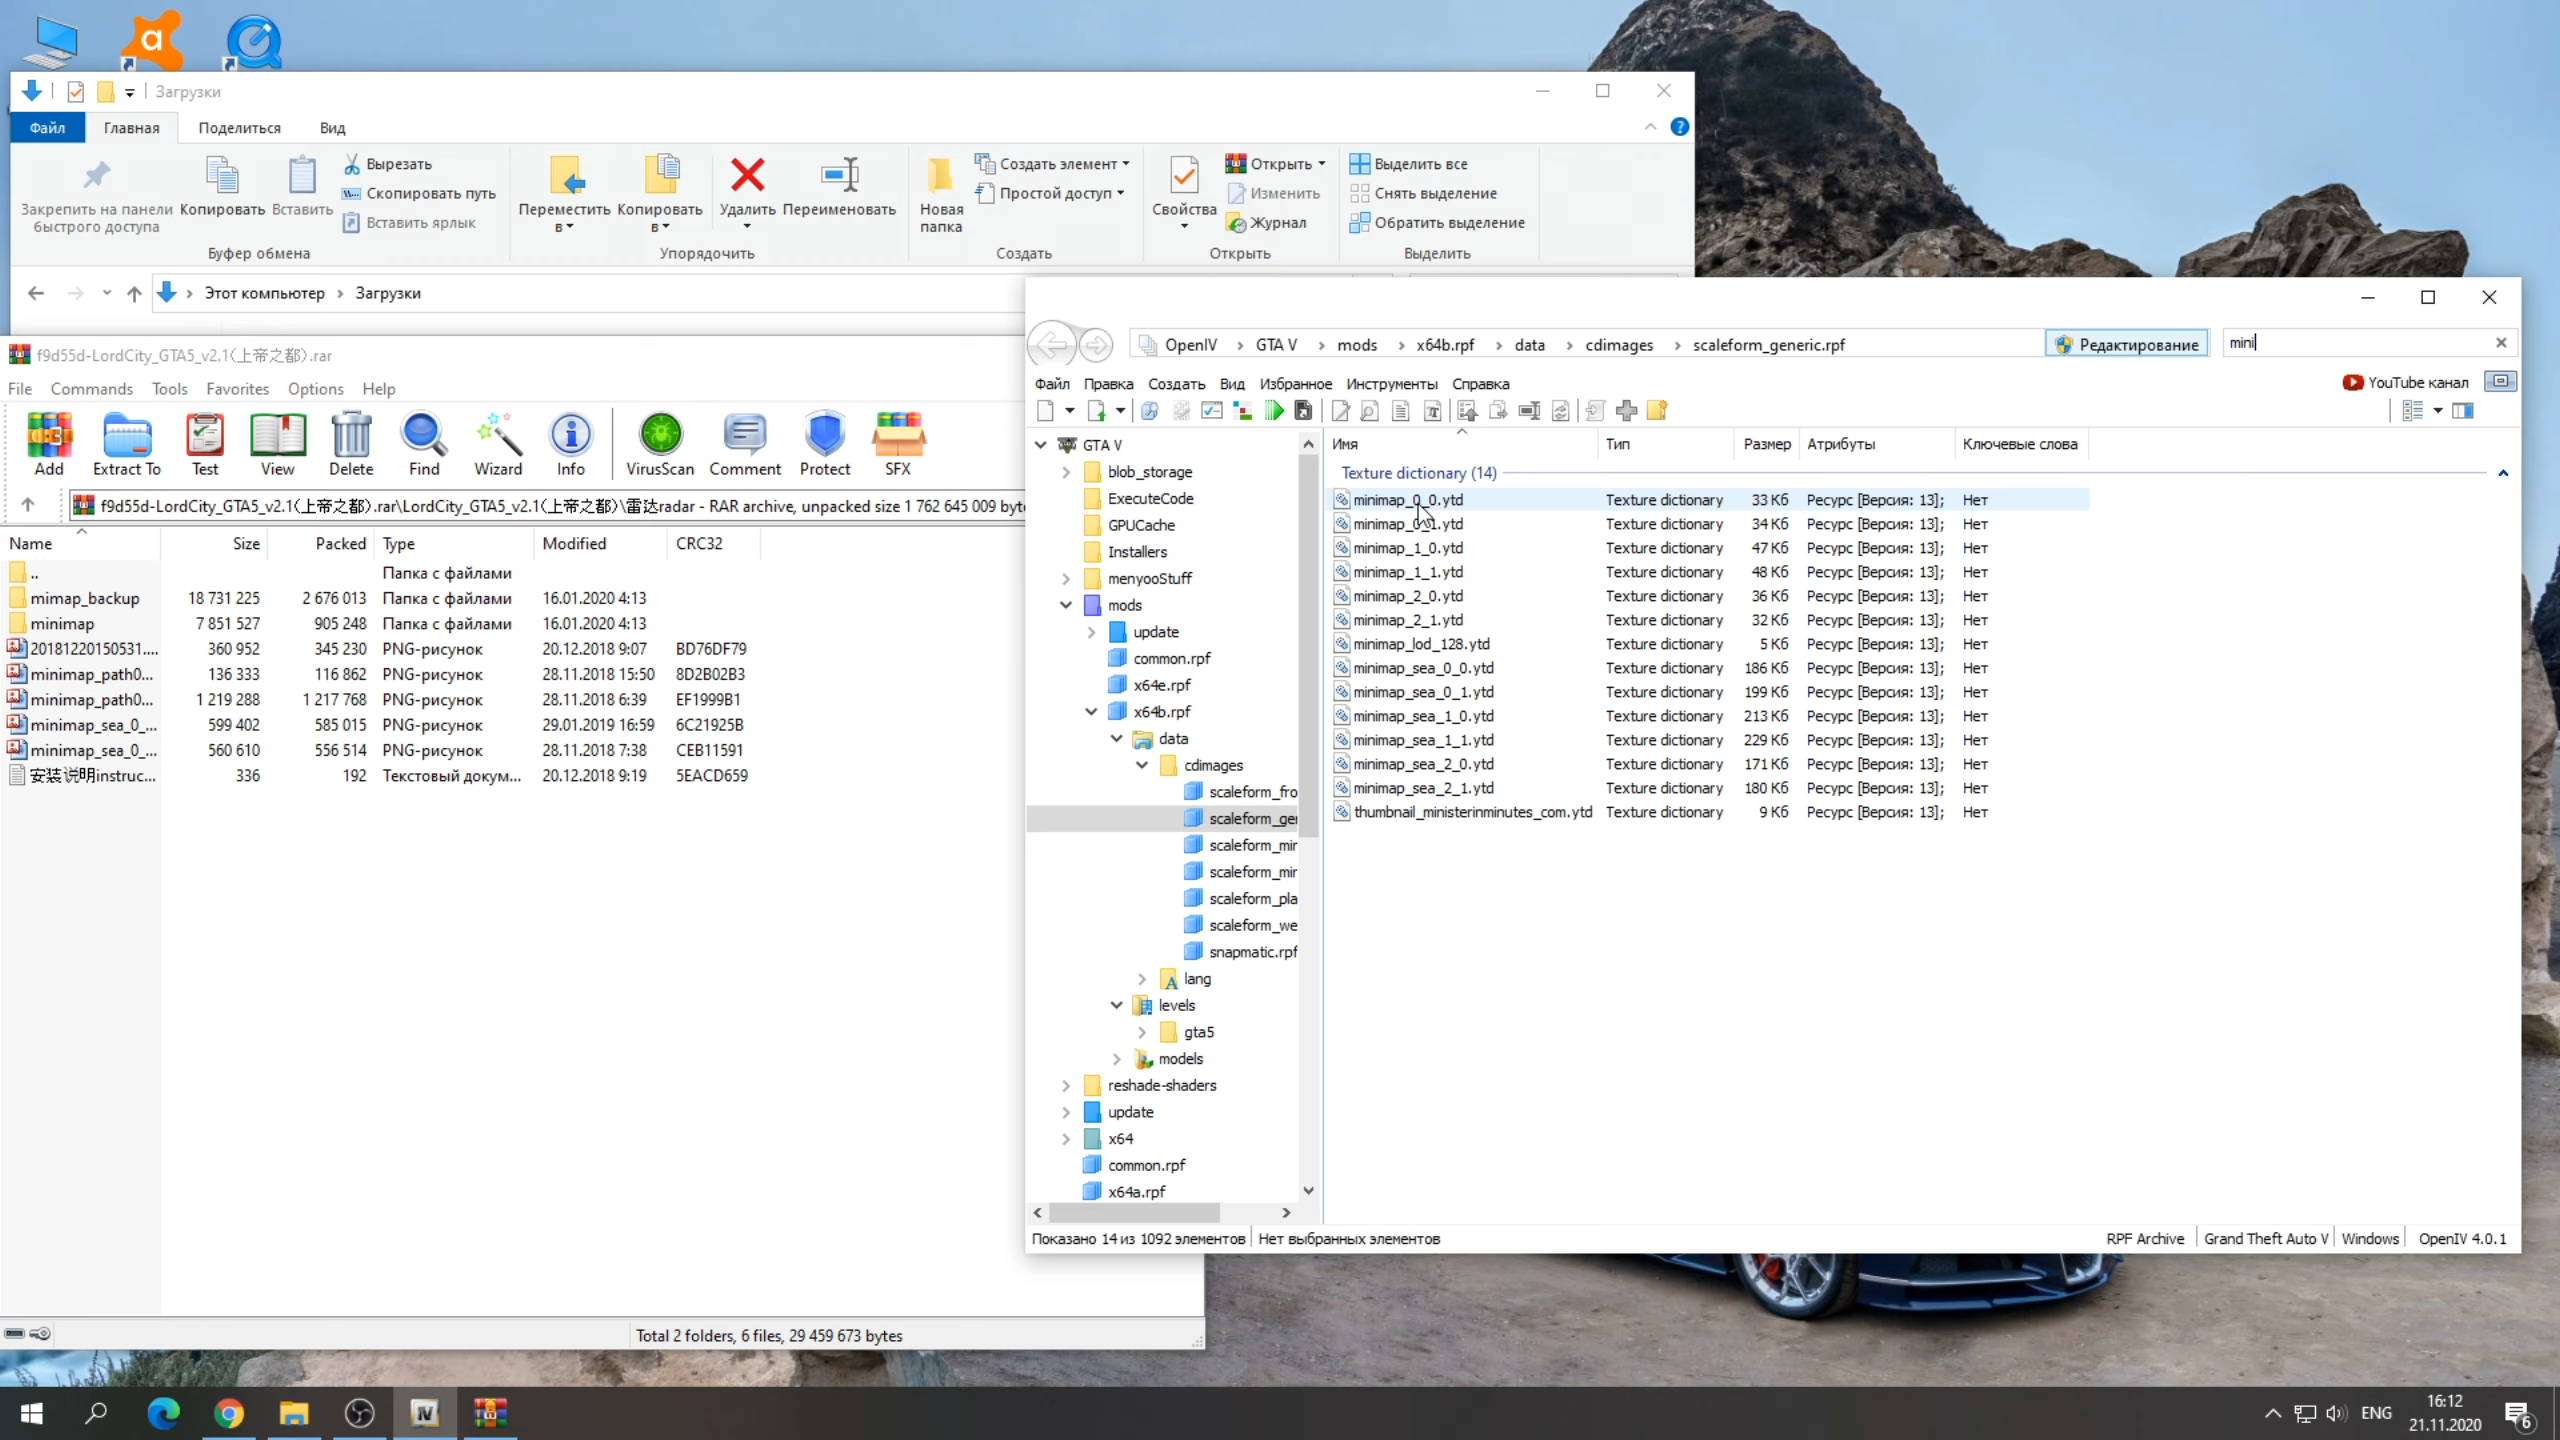 Загрузки
Файл Главная Поделиться Вид
Закрепить на панели быстрого доступа
Копировать
Вставить
Вырезать
Скопировать путь
Вставить ярлык
Буфер обмена
Переместить в
Копировать в
Удалить
Переименовать
Упорядочить
Новая папка
Создать элемент
Простой доступ
Создать
Свойства
Открыть
Изменить
Журнал
Открыть
Выделить все
Снять выделение
Обратить выделение
Выделить
Этот компьютер › Загрузки
f9d55d-LordCity_GTA5_v2.1(上帝之都).rar
File Commands Tools Favorites Options Help
Add Extract To Test View Delete Find Wizard Info VirusScan Comment Protect SFX
f9d55d-LordCity_GTA5_v2.1(上帝之都).rar\LordCity_GTA5_v2.1(上帝之都)\雷达radar - RAR archive, unpacked size 1 762 645 009 byte
Name Size Packed Type Modified CRC32
.. Папка с файлами
mimap_backup 18 731 225 2 676 013 Папка с файлами 16.01.2020 4:13
minimap 7 851 527 905 248 Папка с файлами 16.01.2020 4:13
20181220150531.... 360 952 345 230 PNG-рисунок 20.12.2018 9:07 BD76DF79
minimap_path0... 136 333 116 862 PNG-рисунок 28.11.2018 15:50 8D2B02B3
minimap_path0... 1 219 288 1 217 768 PNG-рисунок 28.11.2018 6:39 EF1999B1
minimap_sea_0_... 599 402 585 015 PNG-рисунок 29.01.2019 16:59 6C21925B
minimap_sea_0_... 560 610 556 514 PNG-рисунок 28.11.2018 7:38 CEB11591
安装说明instruc... 336 192 Текстовый докум... 20.12.2018 9:19 5EACD659
Total 2 folders, 6 files, 29 459 673 bytes
OpenIV › GTA V › mods › x64b.rpf › data › cdimages › scaleform_generic.rpf
Редактирование
mini
Файл Правка Создать Вид Избранное Инструменты Справка
YouTube канал
GTA V
blob_storage
ExecuteCode
GPUCache
Installers
menyooStuff
mods
update
common.rpf
x64e.rpf
x64b.rpf
data
cdimages
scaleform_fro
scaleform_ger
scaleform_mir
scaleform_mir
scaleform_pla
scaleform_we
snapmatic.rpf
lang
levels
gta5
models
reshade-shaders
update
x64
common.rpf
x64a.rpf
Имя Тип Размер Атрибуты Ключевые слова
Texture dictionary (14)
minimap_0_0.ytd Texture dictionary 33 Кб Ресурс [Версия: 13]; Нет
minimap_0_1.ytd Texture dictionary 34 Кб Ресурс [Версия: 13]; Нет
minimap_1_0.ytd Texture dictionary 47 Кб Ресурс [Версия: 13]; Нет
minimap_1_1.ytd Texture dictionary 48 Кб Ресурс [Версия: 13]; Нет
minimap_2_0.ytd Texture dictionary 36 Кб Ресурс [Версия: 13]; Нет
minimap_2_1.ytd Texture dictionary 32 Кб Ресурс [Версия: 13]; Нет
minimap_lod_128.ytd Texture dictionary 5 Кб Ресурс [Версия: 13]; Нет
minimap_sea_0_0.ytd Texture dictionary 186 Кб Ресурс [Версия: 13]; Нет
minimap_sea_0_1.ytd Texture dictionary 199 Кб Ресурс [Версия: 13]; Нет
minimap_sea_1_0.ytd Texture dictionary 213 Кб Ресурс [Версия: 13]; Нет
minimap_sea_1_1.ytd Texture dictionary 229 Кб Ресурс [Версия: 13]; Нет
minimap_sea_2_0.ytd Texture dictionary 171 Кб Ресурс [Версия: 13]; Нет
minimap_sea_2_1.ytd Texture dictionary 180 Кб Ресурс [Версия: 13]; Нет
thumbnail_ministerinminutes_com.ytd Texture dictionary 9 Кб Ресурс [Версия: 13]; Нет
Показано 14 из 1092 элементов Нет выбранных элементов
RPF Archive Grand Theft Auto V Windows OpenIV 4.0.1
ENG
16:12
21.11.2020
6